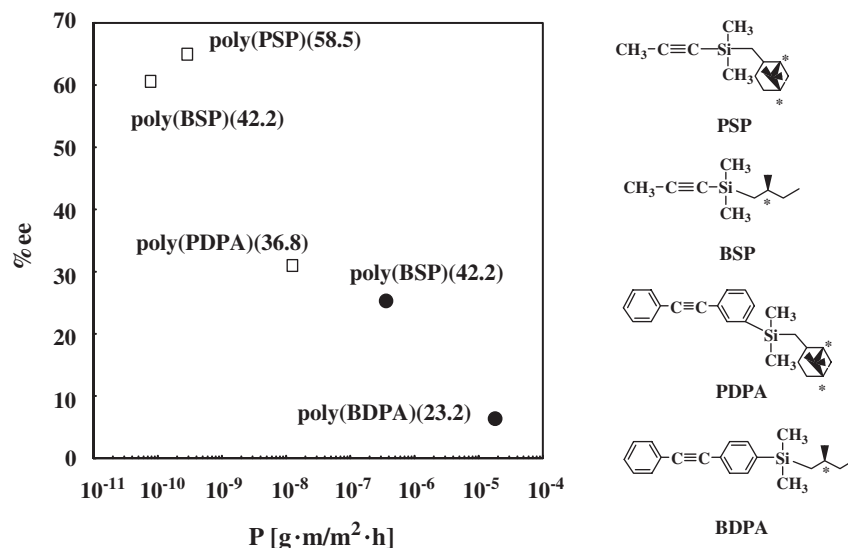 70
60
50
40
30
20
10
0
% ee
poly(PSP)(58.5)
poly(BSP)(42.2)
poly(PDPA)(36.8)
poly(BSP)(42.2)
poly(BDPA)(23.2)
10⁻¹¹ 10⁻¹⁰ 10⁻⁹ 10⁻⁸ 10⁻⁷ 10⁻⁶ 10⁻⁵ 10⁻⁴
P [g·m/m²·h]
CH₃
CH₃-C≡C-Si
CH₃
*
*
PSP
CH₃
CH₃-C≡C-Si
CH₃
*
BSP
C≡C
CH₃
Si
CH₃
*
*
PDPA
CH₃
C≡C
Si
CH₃
*
BDPA